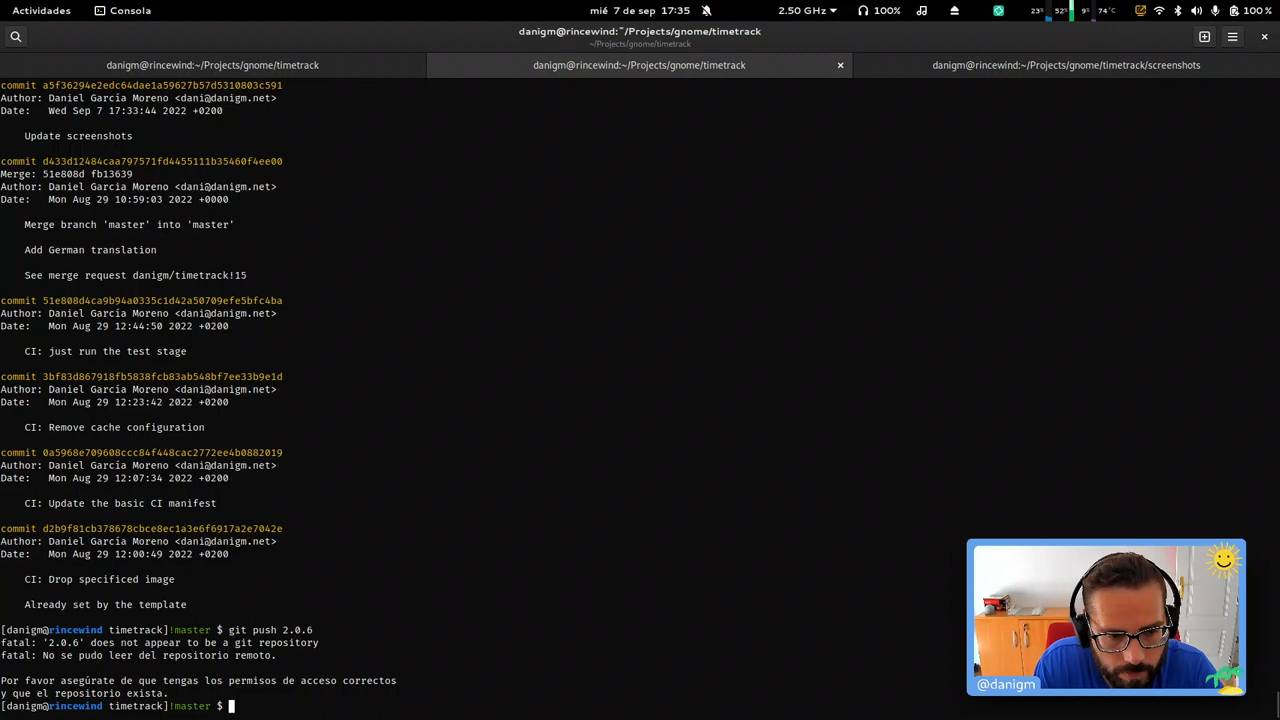 Actividades
Consola
mié 7 de sep 17:35
2.50 GHz
100%
23%
52%
9%
74°C
100 %
danigm@rincewind:~/Projects/gnome/timetrack
~/Projects/gnome/timetrack
danigm@rincewind:~/Projects/gnome/timetrack
danigm@rincewind:~/Projects/gnome/timetrack
danigm@rincewind:~/Projects/gnome/timetrack/screenshots
commit a5f36294e2edc64dae1a59627b57d5310803c591
Author: Daniel García Moreno <dani@danigm.net>
Date:   Wed Sep 7 17:33:44 2022 +0200
Update screenshots
commit d433d12484caa797571fd4455111b35460f4ee00
Merge: 51e808d fb13639
Author: Daniel Garcia Moreno <dani@danigm.net>
Date:   Mon Aug 29 10:59:03 2022 +0000
Merge branch 'master' into 'master'
Add German translation
See merge request danigm/timetrack!15
commit 51e808d4ca9b94a0335c1d42a50709efe5bfc4ba
Author: Daniel García Moreno <dani@danigm.net>
Date:   Mon Aug 29 12:44:50 2022 +0200
CI: just run the test stage
commit 3bf83d867918fb5838fcb83ab548bf7ee33b9e1d
Author: Daniel García Moreno <dani@danigm.net>
Date:   Mon Aug 29 12:23:42 2022 +0200
CI: Remove cache configuration
commit 0a5968e709608ccc84f448cac2772ee4b0882019
Author: Daniel García Moreno <dani@danigm.net>
Date:   Mon Aug 29 12:07:34 2022 +0200
CI: Update the basic CI manifest
commit d2b9f81cb378678cbce8ec1a3e6f6917a2e7042e
Author: Daniel García Moreno <dani@danigm.net>
Date:   Mon Aug 29 12:00:49 2022 +0200
CI: Drop specificed image
Already set by the template
[danigm@rincewind timetrack]!master $ git push 2.0.6
fatal: '2.0.6' does not appear to be a git repository
fatal: No se pudo leer del repositorio remoto.
Por favor asegúrate de que tengas los permisos de acceso correctos
y que el repositorio exista.
[danigm@rincewind timetrack]!master $
@danigm